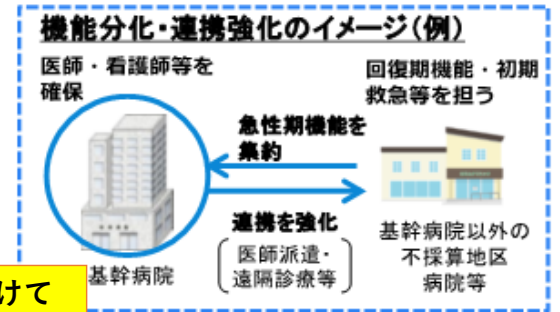 機能分化・連携強化のイメージ(例)
医師・看護師等を
確保
回復期機能・初期
救急等を担う
急性期機能を
集約
連携を強化
医師派遣・
遠隔診療等
基幹病院
基幹病院以外の
不採算地区
病院等
けて